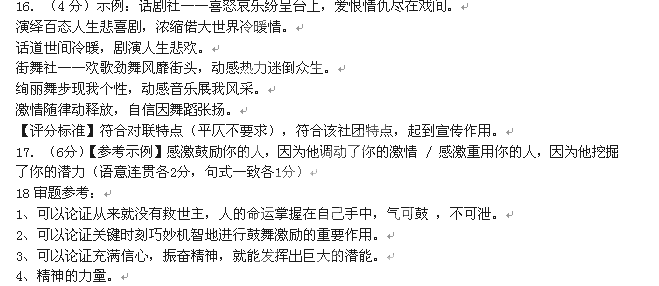 16. （4 分）示例：话剧社——喜怒哀乐纷呈台上，爱恨情仇尽在戏间。
演绎百态人生悲喜剧，浓缩偌大世界冷暖情。
话道世间冷暖，剧演人生悲欢。
街舞社——欢歌劲舞风靡街头，动感热力迷倒众生。
绚丽舞步现我个性，动感音乐展我风采。
激情随律动释放，自信因舞蹈张扬。
【评分标准】符合对联特点（平仄不要求），符合该社团特点，起到宣传作用。
17. （6分）【参考示例】感激鼓励你的人，因为他调动了你的激情 / 感激重用你的人，因为他挖掘
了你的潜力（语意连贯各2分，句式一致各1分）
18 审题参考：
1、可以论证从来就没有救世主，人的命运掌握在自己手中，气可鼓 ，不可泄。
2、可以论证关键时刻巧妙机智地进行鼓舞激励的重要作用。
3、可以论证充满信心，振奋精神，就能发挥出巨大的潜能。
4、精神的力量。